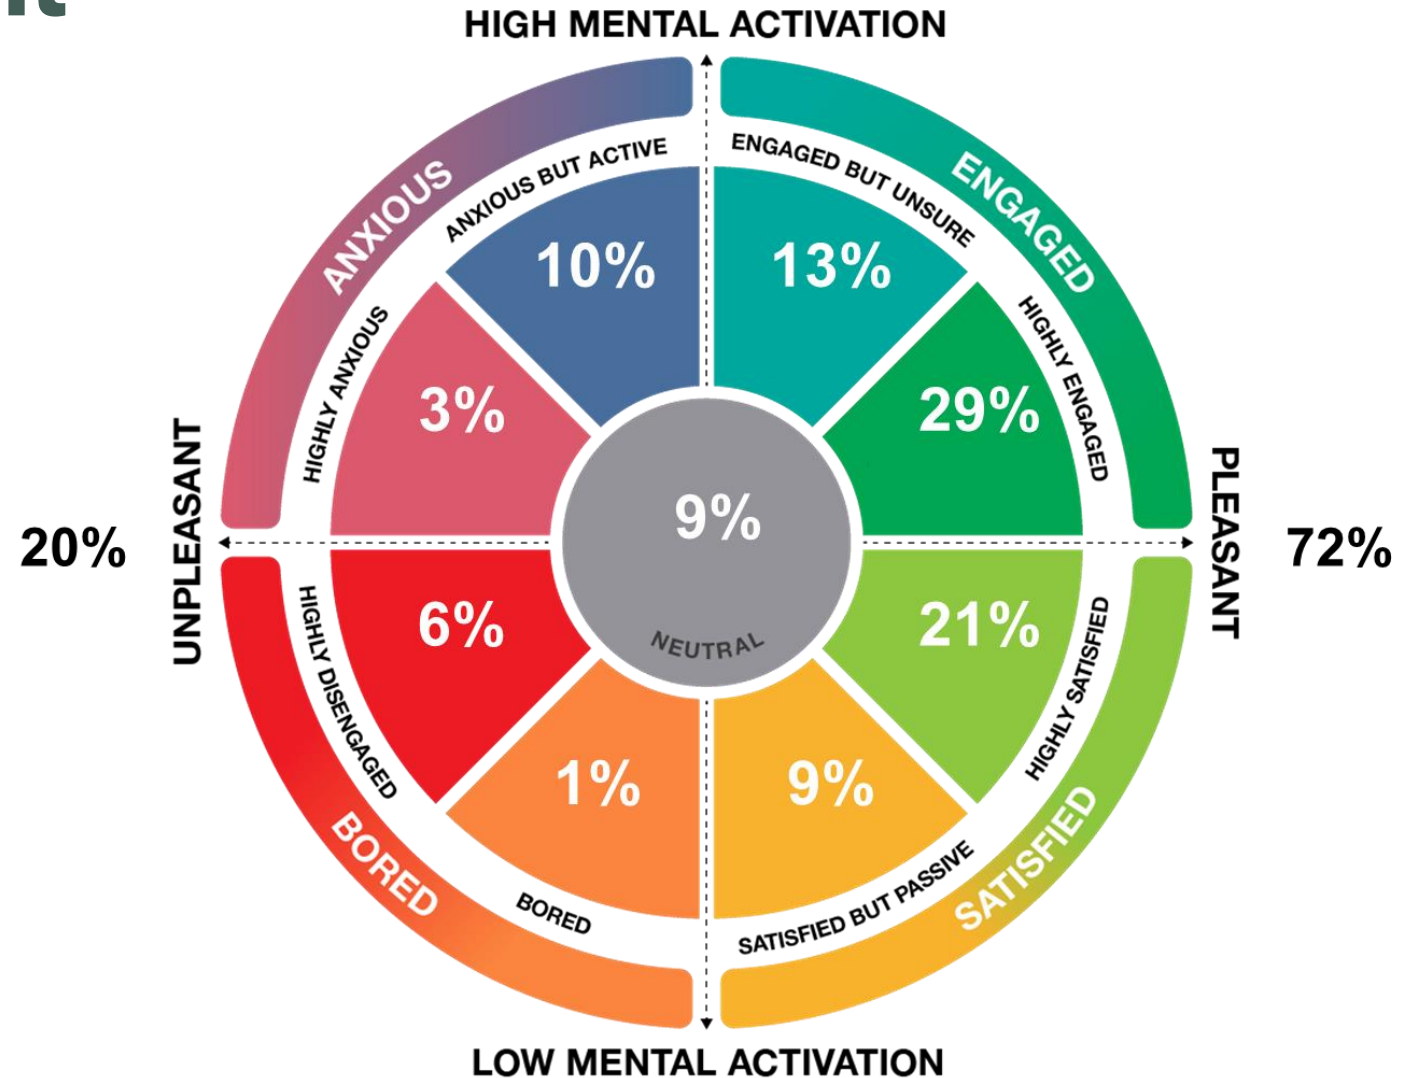 HIGH MENTAL ACTIVATION
ANXIOUS
ANXIOUS BUT ACTIVE
ENGAGED BUT UNSURE
ENGAGED
10%
13%
HIGHLY ANXIOUS
3%
29%
HIGHLY ENGAGED
20%
UNPLEASANT
9%
NEUTRAL
PLEASANT
72%
HIGHLY DISENGAGED
6%
21%
HIGHLY SATISFIED
1%
9%
BORED
BORED
SATISFIED BUT PASSIVE
SATISFIED
LOW MENTAL ACTIVATION